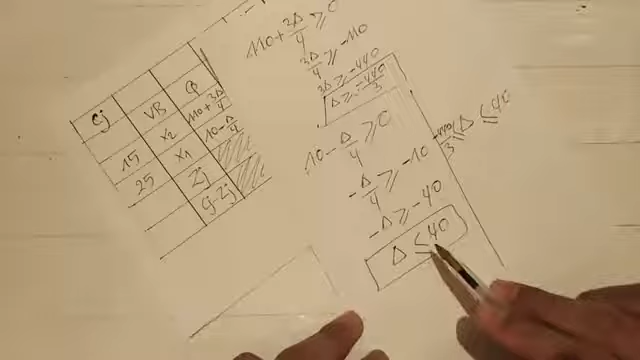 Cj VB Q
15 x2 110+3Δ/4
25 x1 10-Δ/4
Zj
Cj-Zj
110+3Δ/4 ≥ 0
3Δ/4 ≥ -110
3Δ ≥ -440
Δ ≥ -440/3
10-Δ/4 ≥ 0
-Δ/4 ≥ -10
-Δ ≥ -40
Δ ≤ 40
-440/3 ≤ Δ ≤ 40